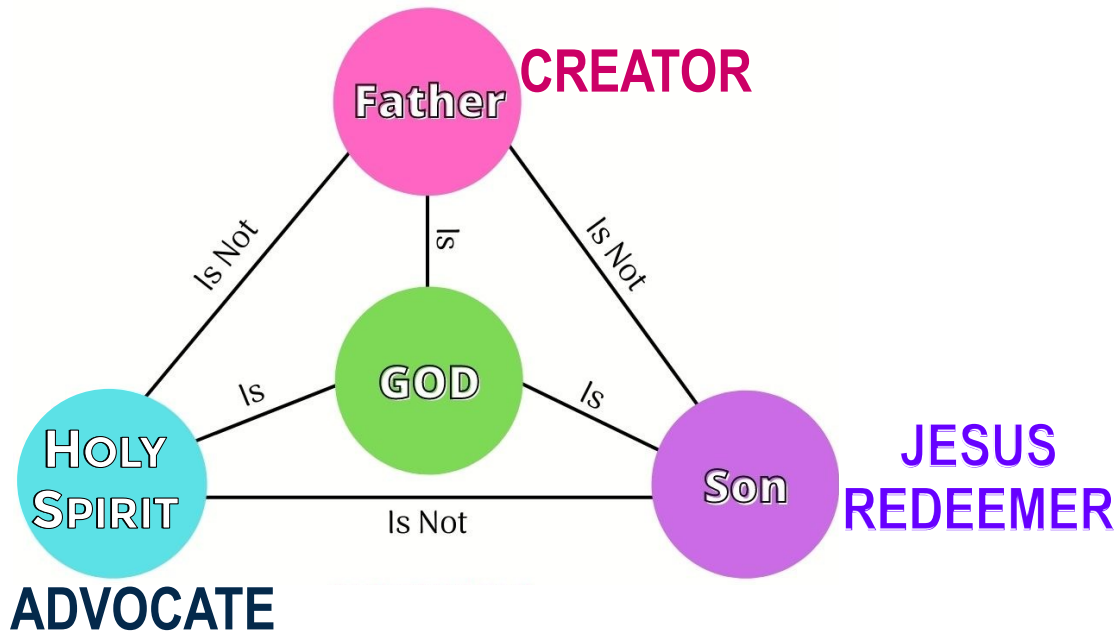 Father
CREATOR
Is Not
Is
Is Not
GOD
Is
Is
HOLY
SPIRIT
Son
JESUS
REDEEMER
Is Not
ADVOCATE